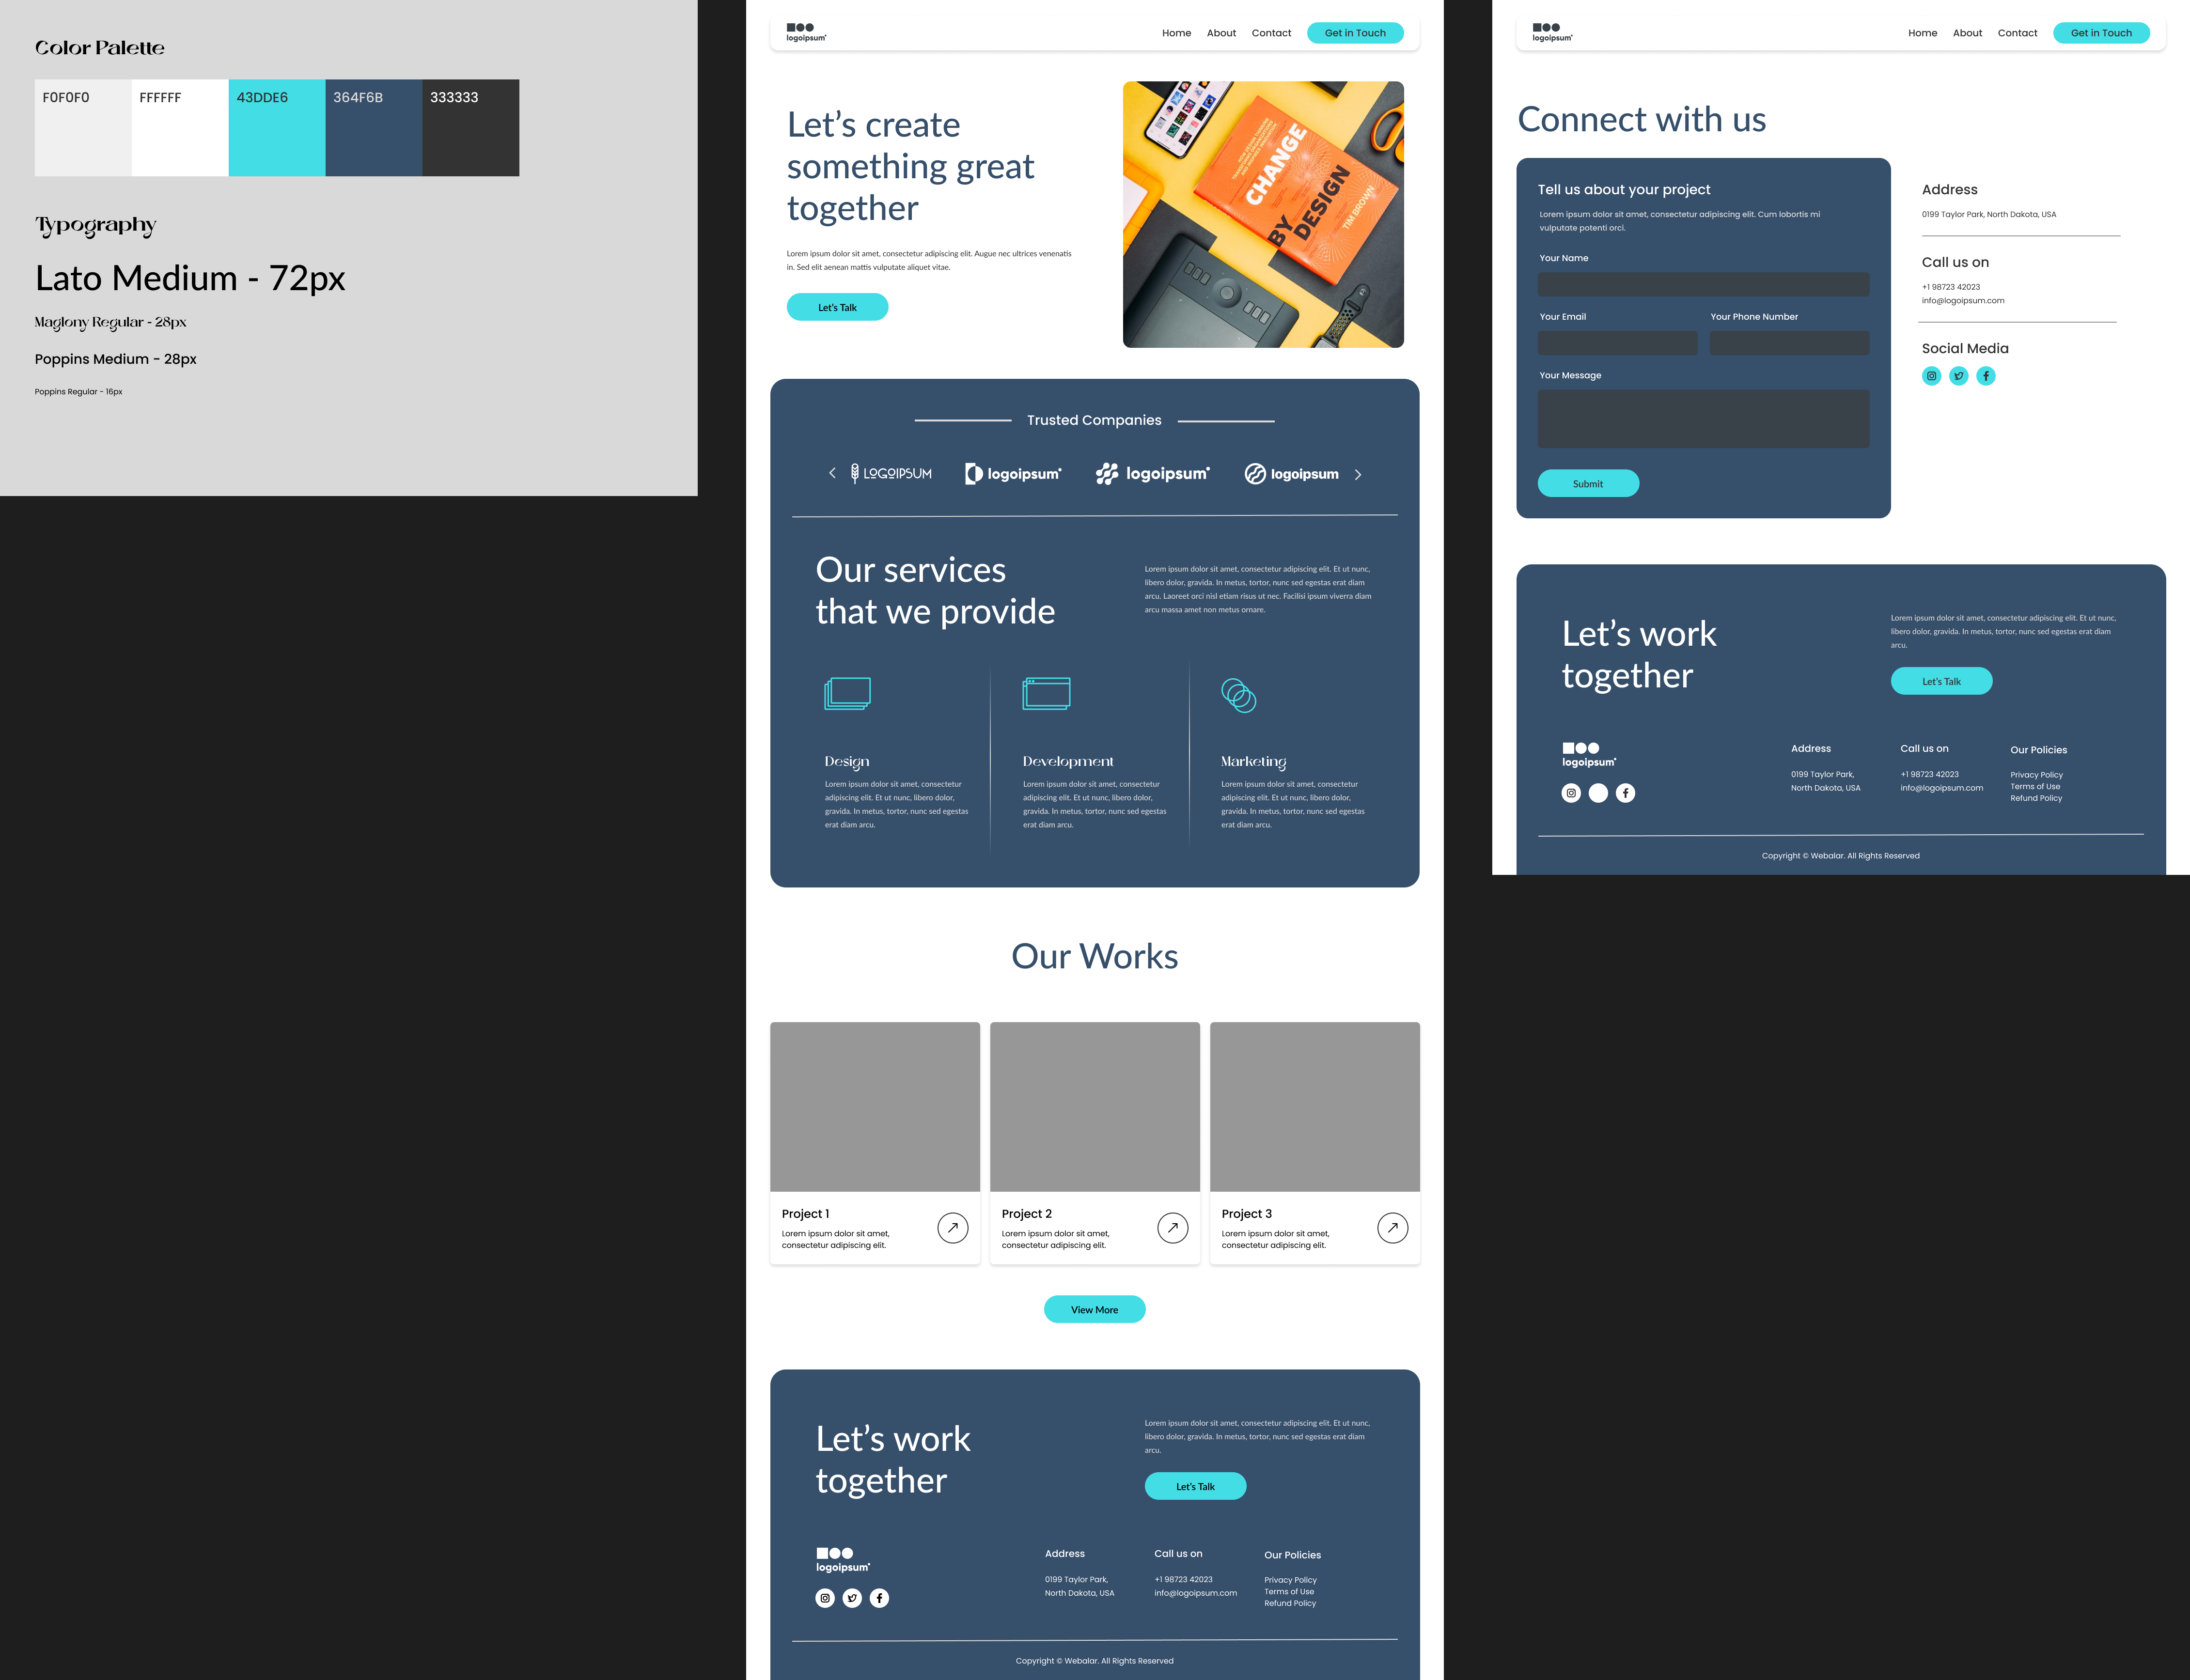 Color Palette
F0F0F0
FFFFFF
43DDE6
364F6B
333333
Typography
Lato Medium - 72px
Maglony Regular - 28px
Poppins Medium - 28px
Poppins Regular - 16px
logoipsum
Home
About
Contact
Get in Touch
Let's create
something great
together
Lorem ipsum dolor sit amet, consectetur adipiscing elit. Augue nec ultrices venenatis
in. Sed elit aenean mattis vulputate aliquet vitae.
Let's Talk
CHANGE
BY
DESIGN
TIM BROWN
Trusted Companies
LOGOIPSUM
logoipsum
logoipsum
logoipsum
Our services
that we provide
Lorem ipsum dolor sit amet, consectetur adipiscing elit. Et ut nunc,
libero dolor, gravida. In metus, tortor, nunc sed egestas erat diam
arcu. Laoreet orci nisl etiam risus ut nec. Facilisi ipsum viverra diam
arcu massa amet non metus ornare.
Design
Lorem ipsum dolor sit amet, consectetur
adipiscing elit. Et ut nunc, libero dolor,
gravida. In metus, tortor, nunc sed egestas
erat diam arcu.
Development
Lorem ipsum dolor sit amet, consectetur
adipiscing elit. Et ut nunc, libero dolor,
gravida. In metus, tortor, nunc sed egestas
erat diam arcu.
Marketing
Lorem ipsum dolor sit amet, consectetur
adipiscing elit. Et ut nunc, libero dolor,
gravida. In metus, tortor, nunc sed egestas
erat diam arcu.
Our Works
Project 1
Lorem ipsum dolor sit amet,
consectetur adipiscing elit.
Project 2
Lorem ipsum dolor sit amet,
consectetur adipiscing elit.
Project 3
Lorem ipsum dolor sit amet,
consectetur adipiscing elit.
View More
Let's work
together
Lorem ipsum dolor sit amet, consectetur adipiscing elit. Et ut nunc,
libero dolor, gravida. In metus, tortor, nunc sed egestas erat diam
arcu.
Let's Talk
logoipsum
Address
0199 Taylor Park,
North Dakota, USA
Call us on
+1 98723 42023
info@logoipsum.com
Our Policies
Privacy Policy
Terms of Use
Refund Policy
Copyright © Webalar. All Rights Reserved
logoipsum
Home
About
Contact
Get in Touch
Connect with us
Tell us about your project
Lorem ipsum dolor sit amet, consectetur adipiscing elit. Cum lobortis mi
vulputate potenti orci.
Your Name
Your Email
Your Phone Number
Your Message
Submit
Address
0199 Taylor Park, North Dakota, USA
Call us on
+1 98723 42023
info@logoipsum.com
Social Media
Let's work
together
Lorem ipsum dolor sit amet, consectetur adipiscing elit. Et ut nunc,
libero dolor, gravida. In metus, tortor, nunc sed egestas erat diam
arcu.
Let's Talk
logoipsum
Address
0199 Taylor Park,
North Dakota, USA
Call us on
+1 98723 42023
info@logoipsum.com
Our Policies
Privacy Policy
Terms of Use
Refund Policy
Copyright © Webalar. All Rights Reserved